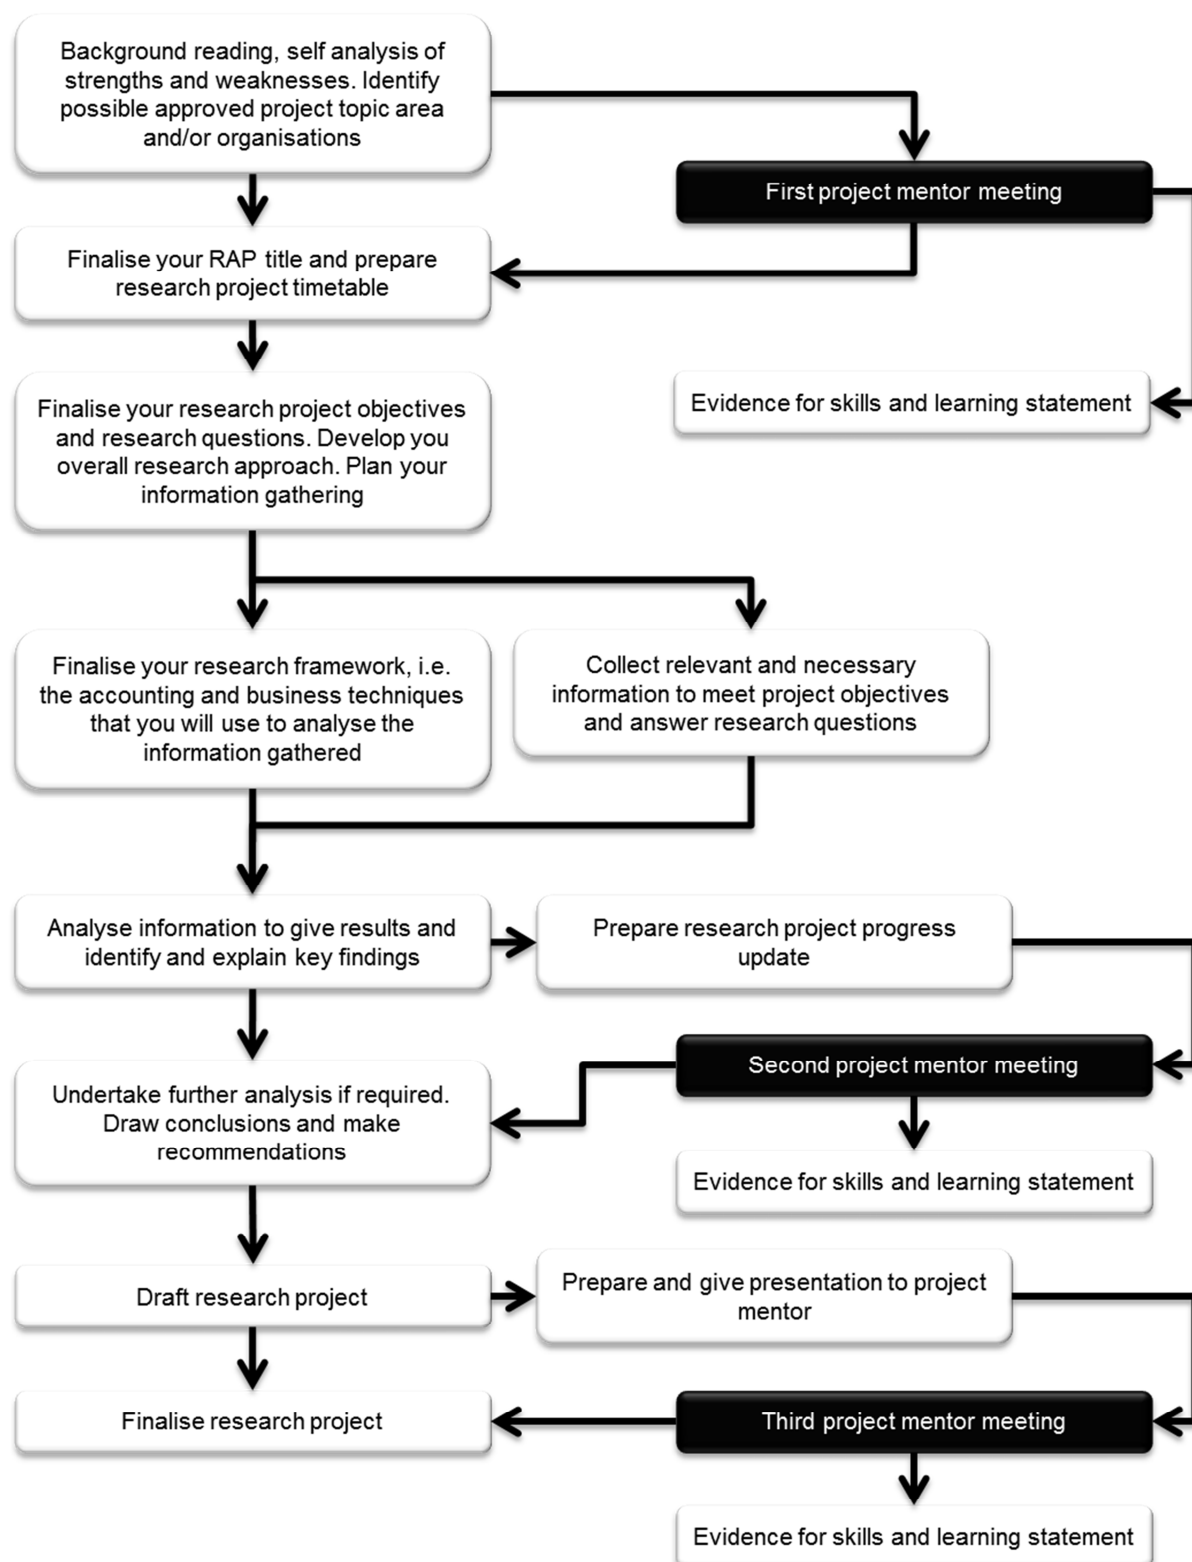 Background reading, self analysis of
strengths and weaknesses. Identify
possible approved project topic area
and/or organisations
First project mentor meeting
Finalise your RAP title and prepare
research project timetable
Evidence for skills and learning statement
Finalise your research project objectives
and research questions. Develop you
overall research approach. Plan your
information gathering
Finalise your research framework, i.e.
the accounting and business techniques
that you will use to analyse the
information gathered
Collect relevant and necessary
information to meet project objectives
and answer research questions
Analyse information to give results and
identify and explain key findings
Prepare research project progress
update
Second project mentor meeting
Undertake further analysis if required.
Draw conclusions and make
recommendations
Evidence for skills and learning statement
Draft research project
Prepare and give presentation to project
mentor
Finalise research project
Third project mentor meeting
Evidence for skills and learning statement